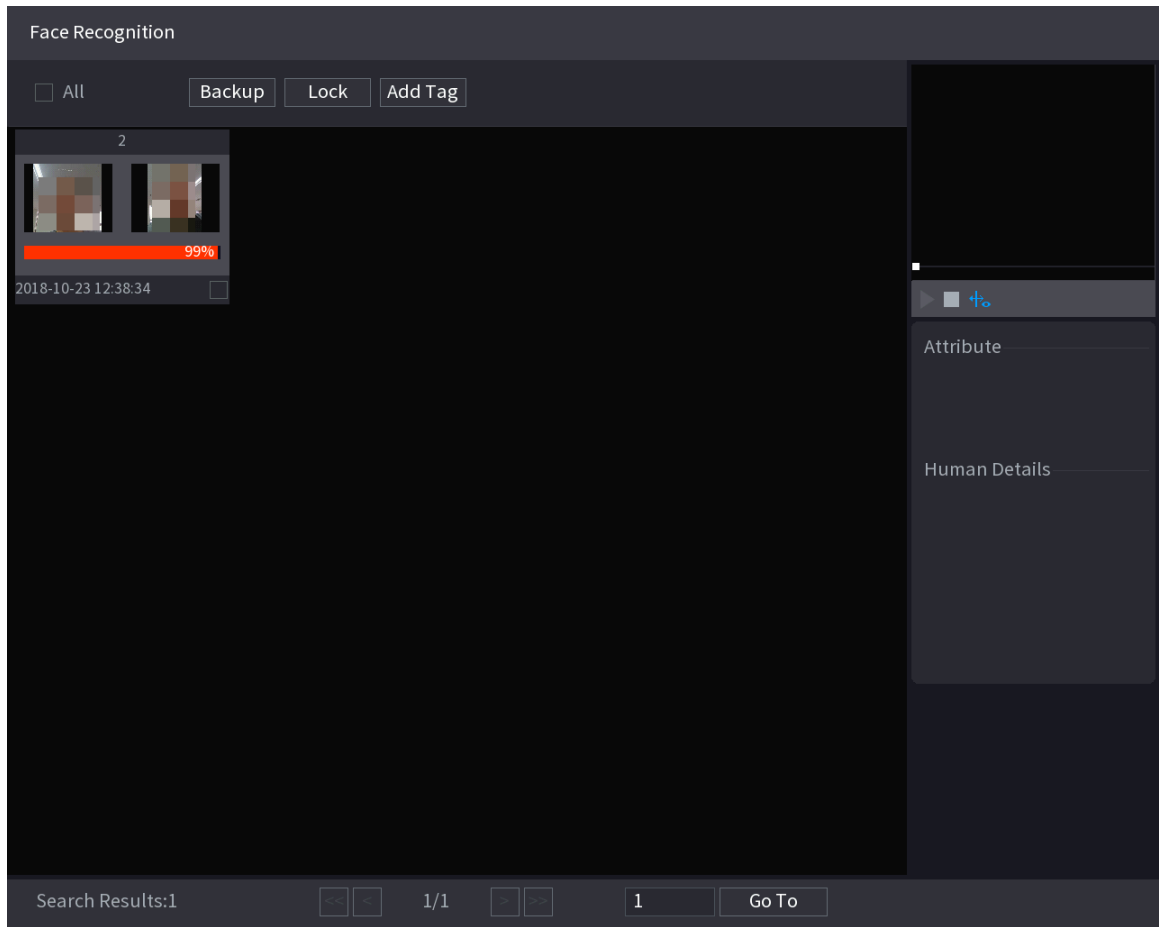 Face Recognition
All
Backup
Lock
Add Tag
2
99%
2018-10-23 12:38:34
Attribute
Human Details
Search Results:1
<<
<
1/1
>
>>
1
Go To